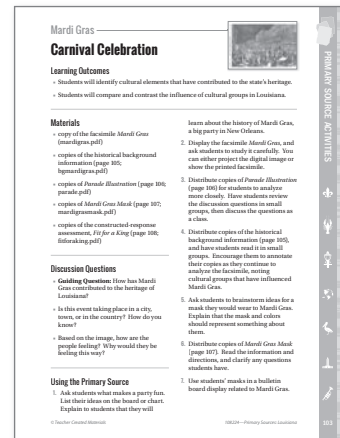 Mardi Gras
Carnival Celebration
Learning Outcomes
• Students will identify cultural elements that have contributed to the state's heritage.
• Students will compare and contrast the influence of cultural groups in Louisiana.
Materials
• copy of the facsimile Mardi Gras
(mardigras.pdf)
• copies of the historical background
information (page 105;
bgmardigras.pdf)
• copies of Parade Illustration (page 106;
parade.pdf)
• copies of Mardi Gras Mask (page 107;
mardigrasmask.pdf)
• copies of the constructed-response
assessment, Fit for a King (page 108;
fitforaking.pdf)
Discussion Questions
• Guiding Question: How has Mardi
Gras contributed to the heritage of
Louisiana?
• Is this event taking place in a city,
town, or in the country? How do you
know?
• Based on the image, how are the
people feeling? Why would they be
feeling this way?
Using the Primary Source
1. Ask students what makes a party fun.
List their ideas on the board or chart.
Explain to students that they will
learn about the history of Mardi Gras,
a big party in New Orleans.
2. Display the facsimile Mardi Gras, and
ask students to study it carefully. You
can either project the digital image or
show the printed facsimile.
3. Distribute copies of Parade Illustration
(page 106) for students to analyze
more closely. Have students review
the discussion questions in small
groups, then discuss the questions as
a class.
4. Distribute copies of the historical
background information (page 105),
and have students read it in small
groups. Encourage them to annotate
their copies as they continue to
analyze the facsimile, noting
cultural groups that have influenced
Mardi Gras.
5. Ask students to brainstorm ideas for a
mask they would wear to Mardi Gras.
Explain that the mask and colors
should represent something about
them.
6. Distribute copies of Mardi Gras Mask
(page 107). Read the information and
directions, and clarify any questions
students have.
7. Use students' masks in a bulletin
board display related to Mardi Gras.
PRIMARY SOURCE ACTIVITIES
© Teacher Created Materials
Primary Sources: Louisiana
103